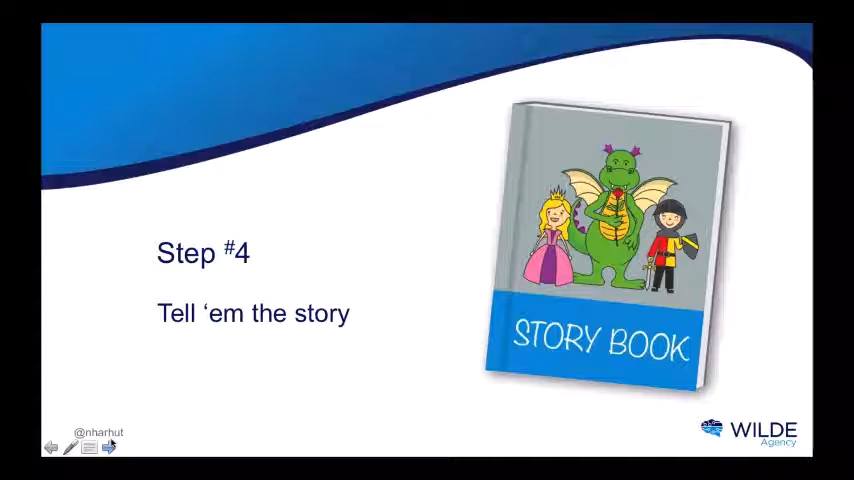 Step #4
Tell ‘em the story
STORY BOOK
@nharhut
WILDE
Agency